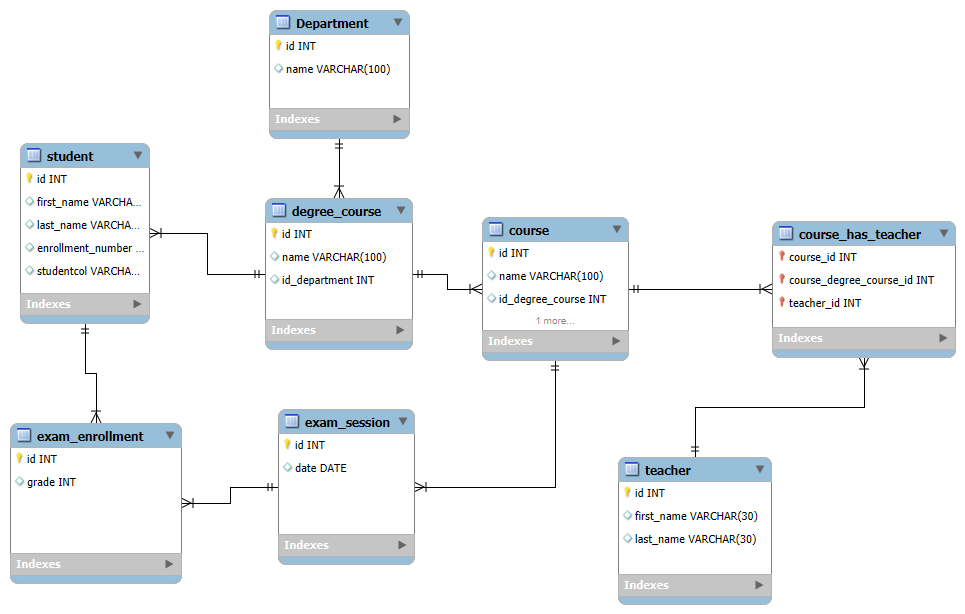 Department
id INT
name VARCHAR(100)
Indexes
student
id INT
first_name VARCHA...
last_name VARCHA...
enrollment_number ...
studentcol VARCHA...
Indexes
degree_course
id INT
name VARCHAR(100)
id_department INT
Indexes
course
id INT
name VARCHAR(100)
id_degree_course INT
1 more...
Indexes
course_has_teacher
course_id INT
course_degree_course_id INT
teacher_id INT
Indexes
exam_enrollment
id INT
grade INT
Indexes
exam_session
id INT
date DATE
Indexes
teacher
id INT
first_name VARCHAR(30)
last_name VARCHAR(30)
Indexes